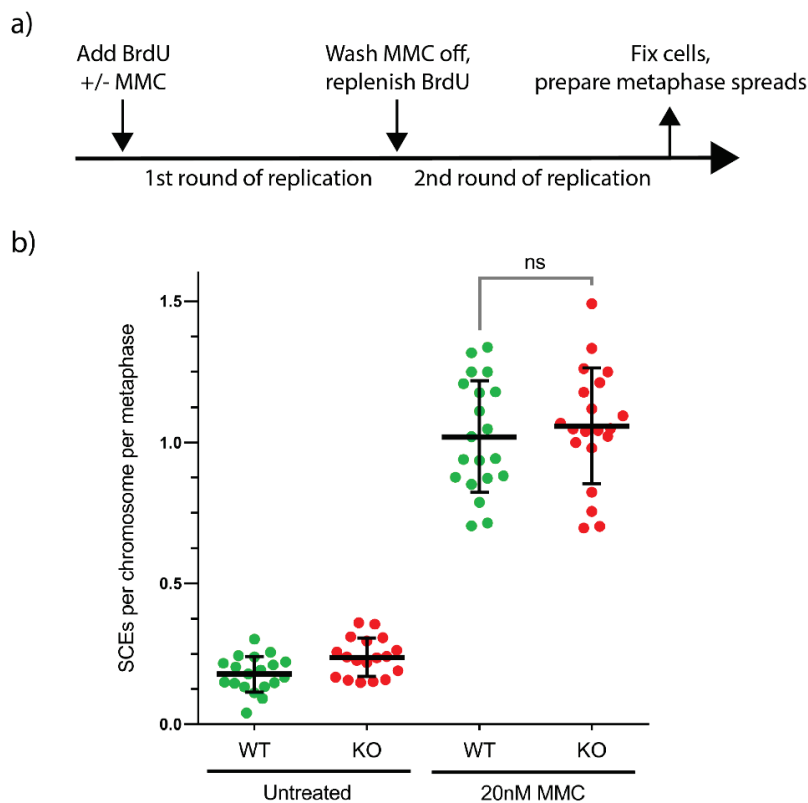 a)
Add BrdU
+/- MMC
Wash MMC off,
replenish BrdU
Fix cells,
prepare metaphase spreads
1st round of replication
2nd round of replication
b)
SCEs per chromosome per metaphase
1.5
1.0
0.5
0.0
ns
WT
KO
WT
KO
Untreated
20nM MMC